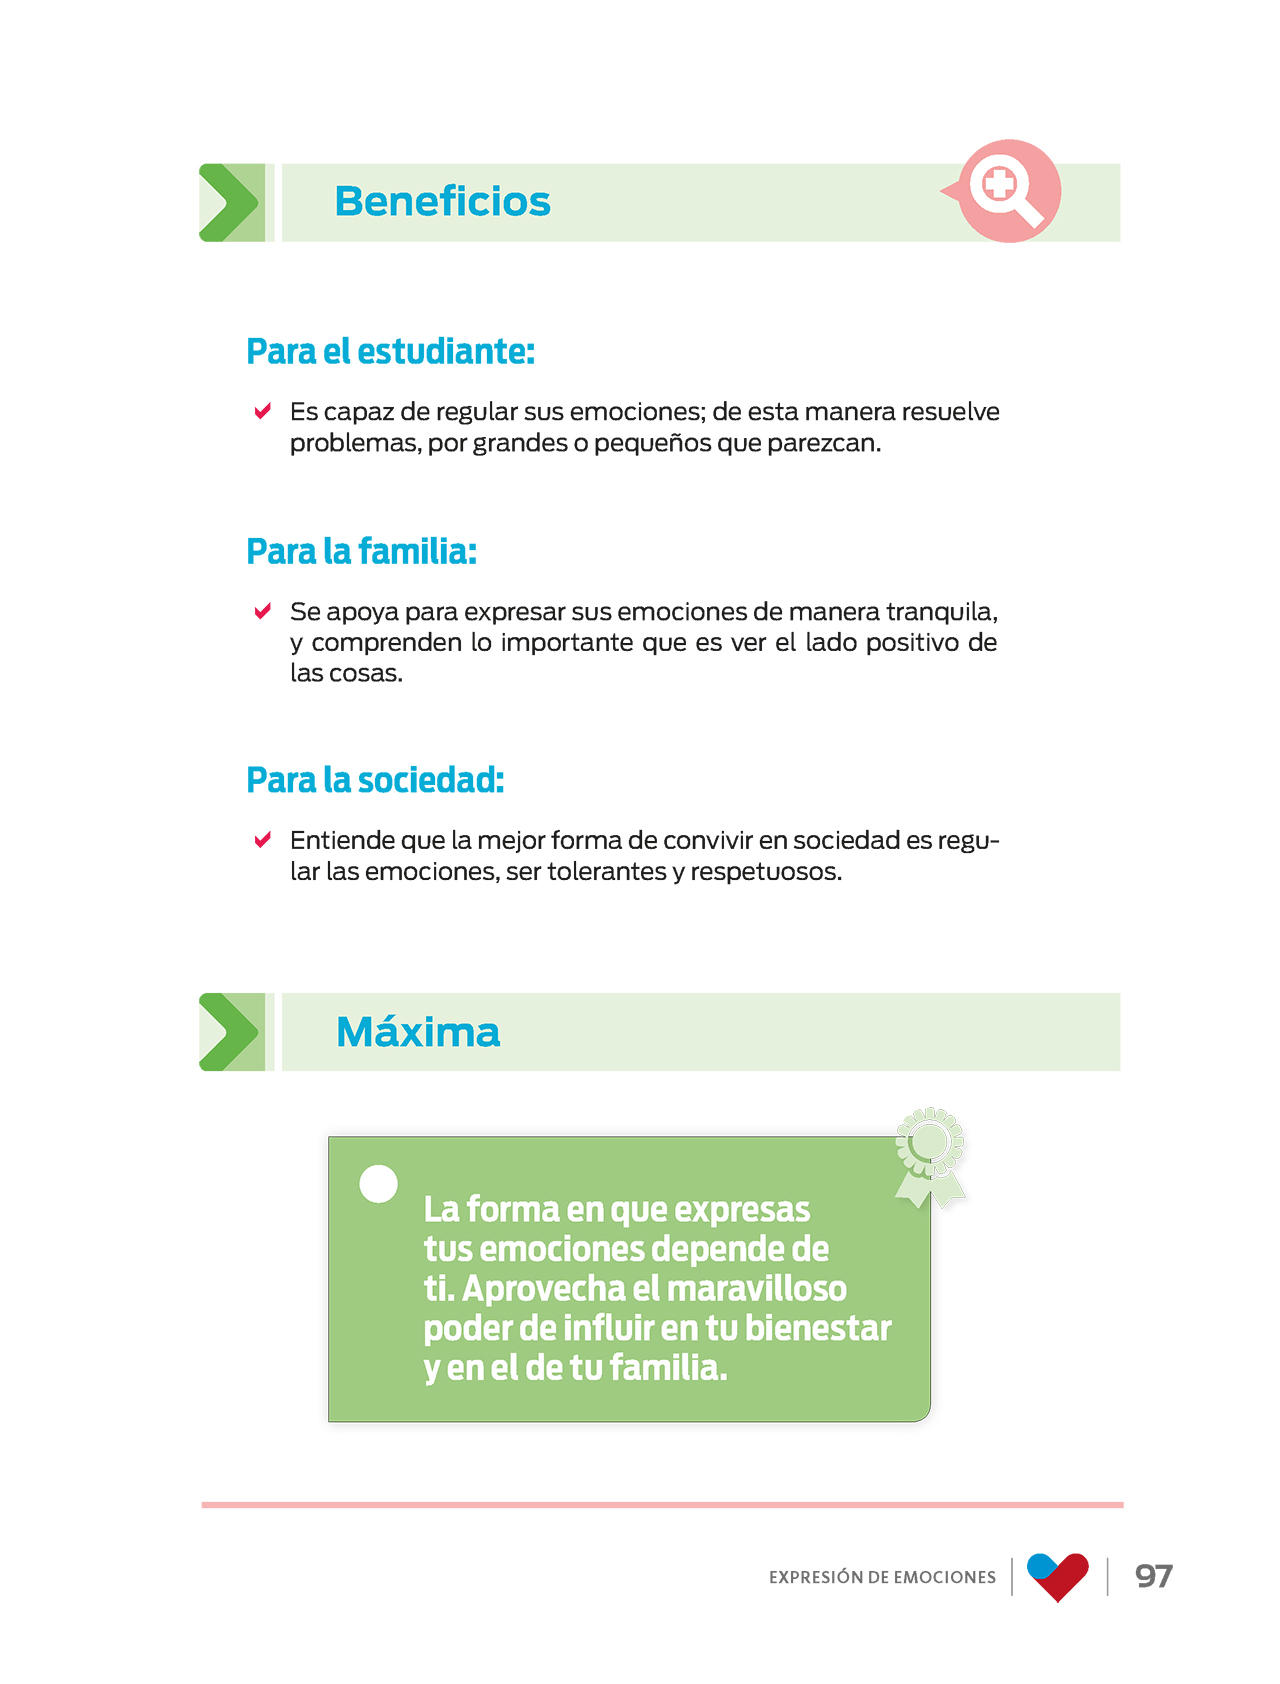 Beneficios
Para el estudiante:
Es capaz de regular sus emociones; de esta manera resuelve
problemas, por grandes o pequeños que parezcan.
Para la familia:
Se apoya para expresar sus emociones de manera tranquila,
y comprenden lo importante que es ver el lado positivo de
las cosas.
Para la sociedad:
Entiende que la mejor forma de convivir en sociedad es regu-
lar las emociones, ser tolerantes y respetuosos.
Máxima
La forma en que expresas
tus emociones depende de
ti. Aprovecha el maravilloso
poder de influir en tu bienestar
y en el de tu familia.
EXPRESIÓN DE EMOCIONES
97